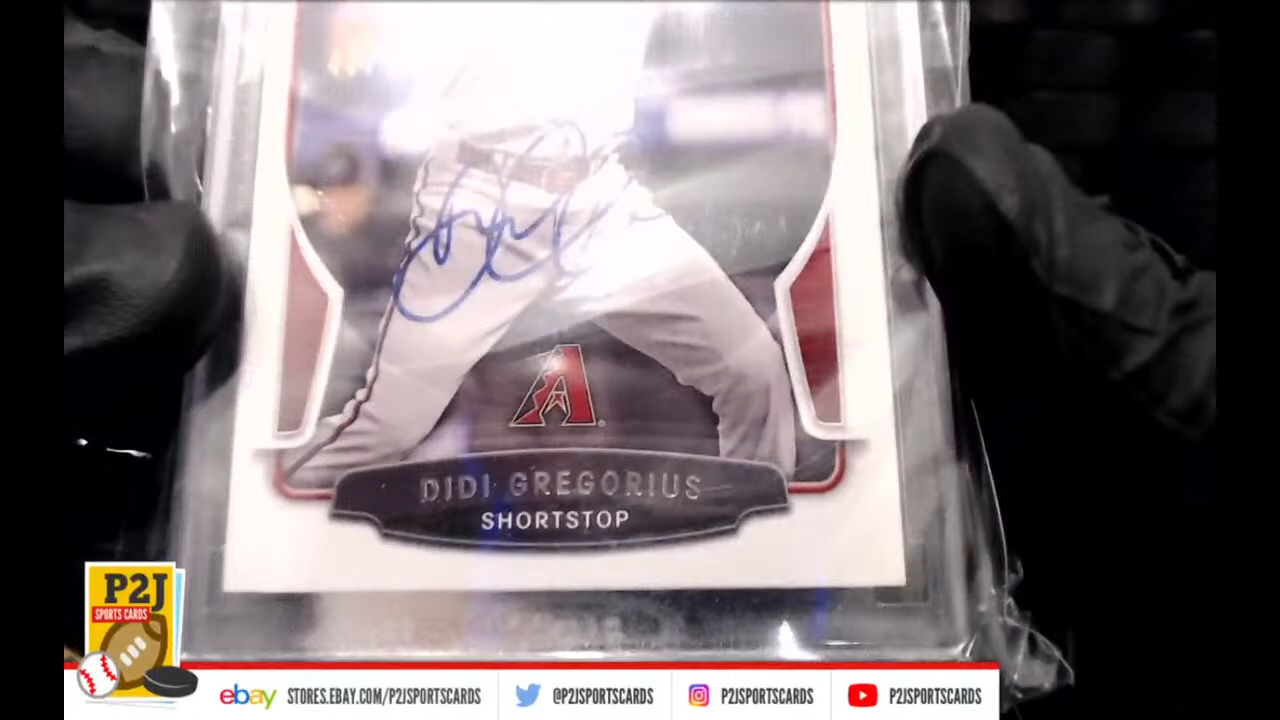 A
DIDI GREGORIUS
SHORTSTOP
P2J
SPORTS CARDS
ebay STORES.EBAY.COM/P2JSPORTSCARDS @P2JSPORTSCARDS P2JSPORTSCARDS P2JSPORTSCARDS